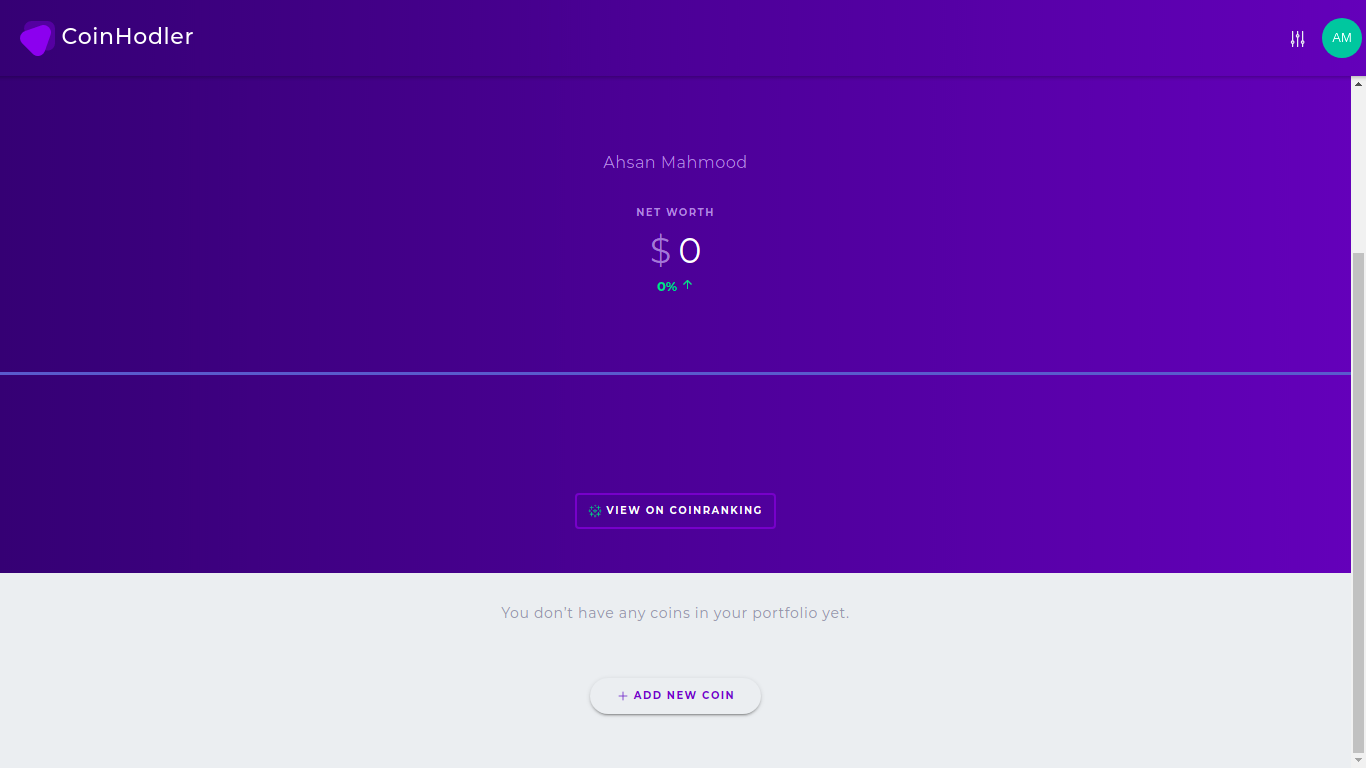 CoinHodler
AM
Ahsan Mahmood
NET WORTH
$ 0
0% ↑
VIEW ON COINRANKING
You don't have any coins in your portfolio yet.
+ ADD NEW COIN